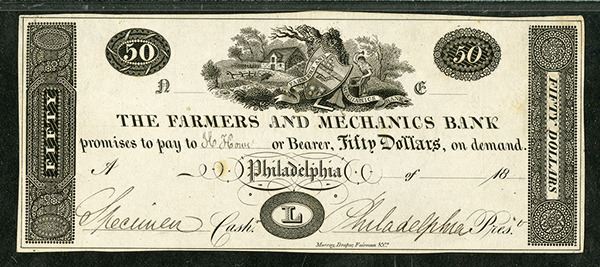 50 50
N E
THE FARMERS AND MECHANICS BANK
promises to pay to H. Howe or Bearer, Fifty Dollars, on demand.
A Philadelphia of 18
Specimen Cash. L Philadelphia Pres.t
Murray, Draper, Fairman & Co.
FIFTY DOLLARS